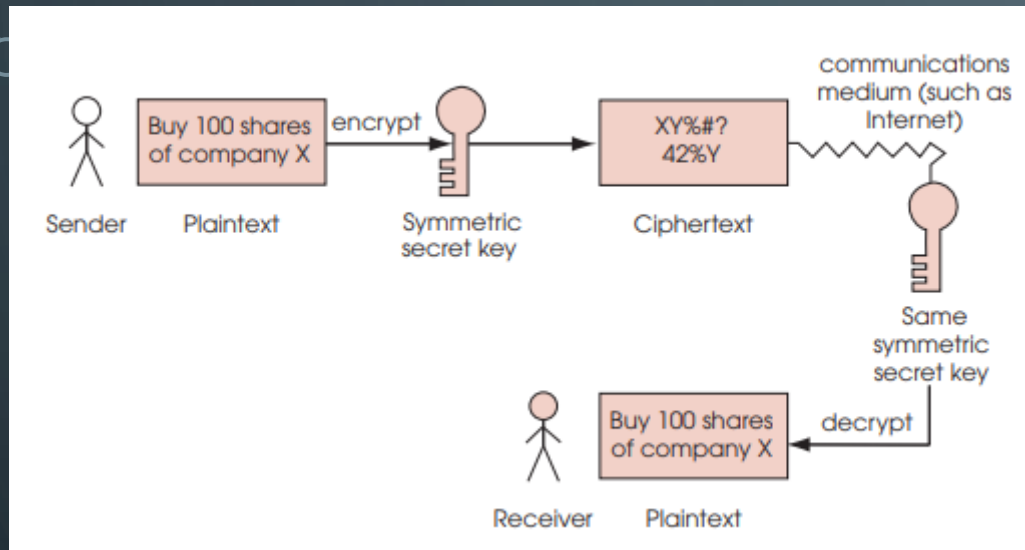 communications
medium (such as
Internet)
Buy 100 shares
of company X
encrypt
XY%#?
42%Y
Sender
Plaintext
Symmetric
secret key
Ciphertext
Same
symmetric
secret key
Buy 100 shares
of company X
decrypt
Receiver
Plaintext